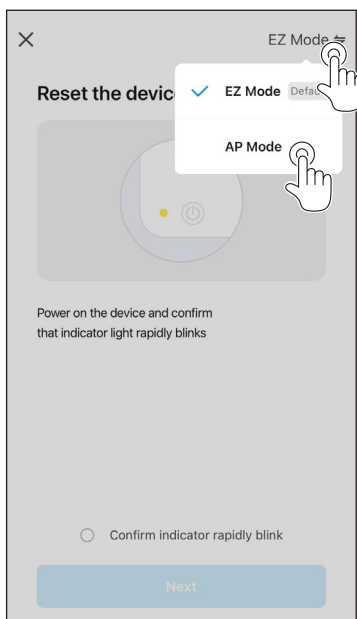 EZ Mode
Reset the devic
EZ Mode
AP Mode
Power on the device and confirm
that indicator light rapidly blinks
Confirm indicator rapidly blink
Next